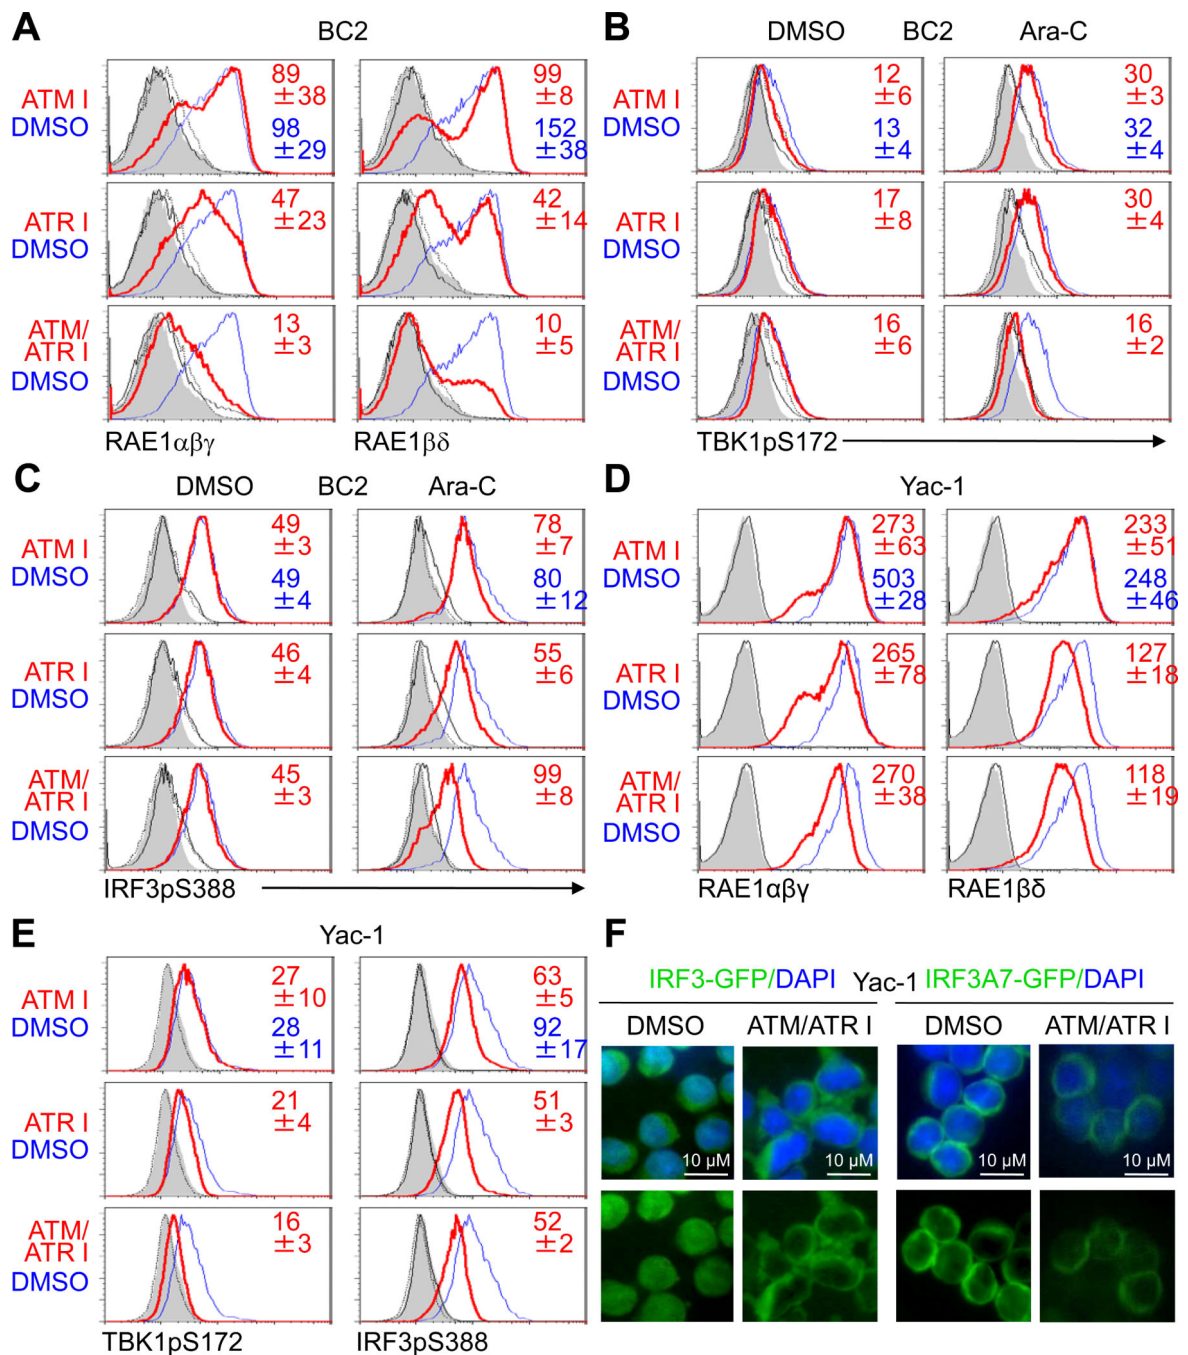 A
BC2
ATM I
DMSO
89
±38
98
±29
99
±8
152
±38
ATR I
DMSO
47
±23
42
±14
ATM/
ATR I
DMSO
13
±3
10
±5
RAE1αβγ
RAE1βδ
B
DMSO BC2 Ara-C
ATM I
DMSO
12
±6
13
±4
30
±3
32
±4
ATR I
DMSO
17
±8
30
±4
ATM/
ATR I
DMSO
16
±6
16
±2
TBK1pS172
C
DMSO BC2 Ara-C
ATM I
DMSO
49
±3
49
±4
78
±7
80
±12
ATR I
DMSO
46
±4
55
±6
ATM/
ATR I
DMSO
45
±3
99
±8
IRF3pS388
D
Yac-1
ATM I
DMSO
273
±63
503
±28
233
±51
248
±46
ATR I
DMSO
265
±78
127
±18
ATM/
ATR I
DMSO
270
±38
118
±19
RAE1αβγ
RAE1βδ
E
Yac-1
ATM I
DMSO
27
±10
28
±11
63
±5
92
±17
ATR I
DMSO
21
±4
51
±3
ATM/
ATR I
DMSO
16
±3
52
±2
TBK1pS172
IRF3pS388
F
IRF3-GFP/DAPI Yac-1 IRF3A7-GFP/DAPI
DMSO ATM/ATR I DMSO ATM/ATR I
10 µM
10 µM
10 µM
10 µM